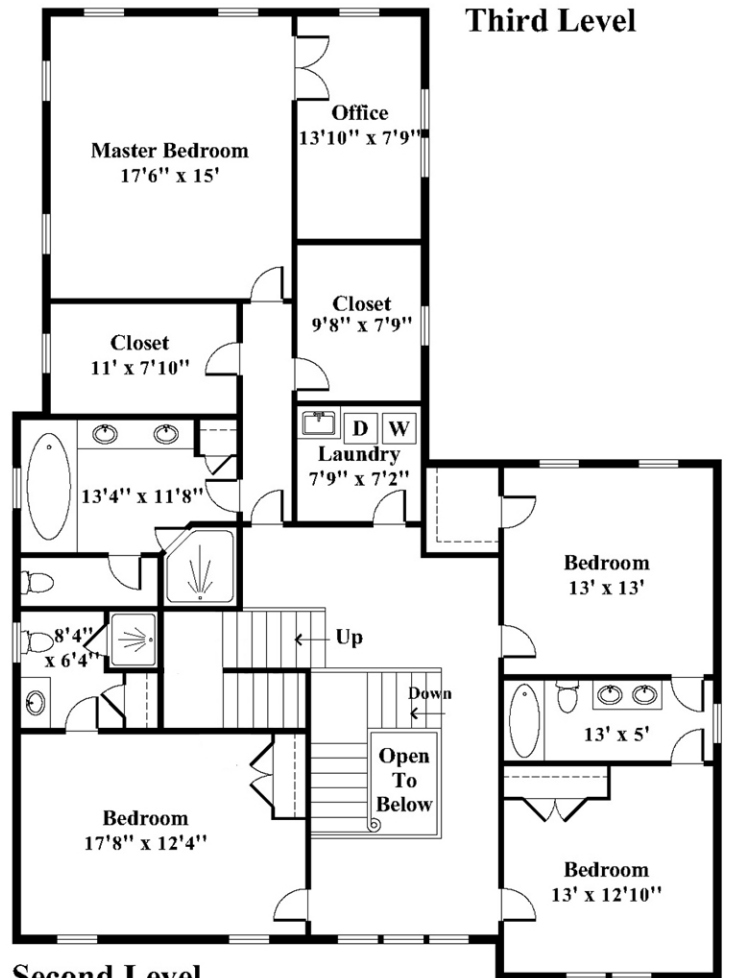 Third Level
Office
13'10" x 7'9"
Master Bedroom
17'6" x 15'
Closet
9'8" x 7'9"
Closet
11' x 7'10"
D W
Laundry
7'9" x 7'2"
13'4" x 11'8"
Bedroom
13' x 13'
8'4"
x 6'4"
Up
Down
13' x 5'
Open
To
Below
Bedroom
17'8" x 12'4"
Bedroom
13' x 12'10"
Second Level